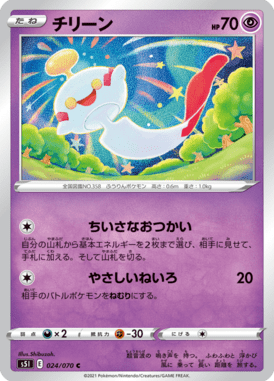 たね チリーン HP70
全国図鑑NO.358 ふうりんポケモン 高さ：0.6m 重さ：1.0kg
ちいさなおつかい
自分の山札から基本エネルギーを2枚まで選び、相手に見せて、
手札に加える。そして山札を切る。
やさしいねいろ 20
相手のバトルポケモンをねむりにする。
弱点 ×2 抵抗力 -30 にげる
Illus. Shibuzoh.
E 024/070 C
©2021 Pokémon/Nintendo/Creatures/GAME FREAK.